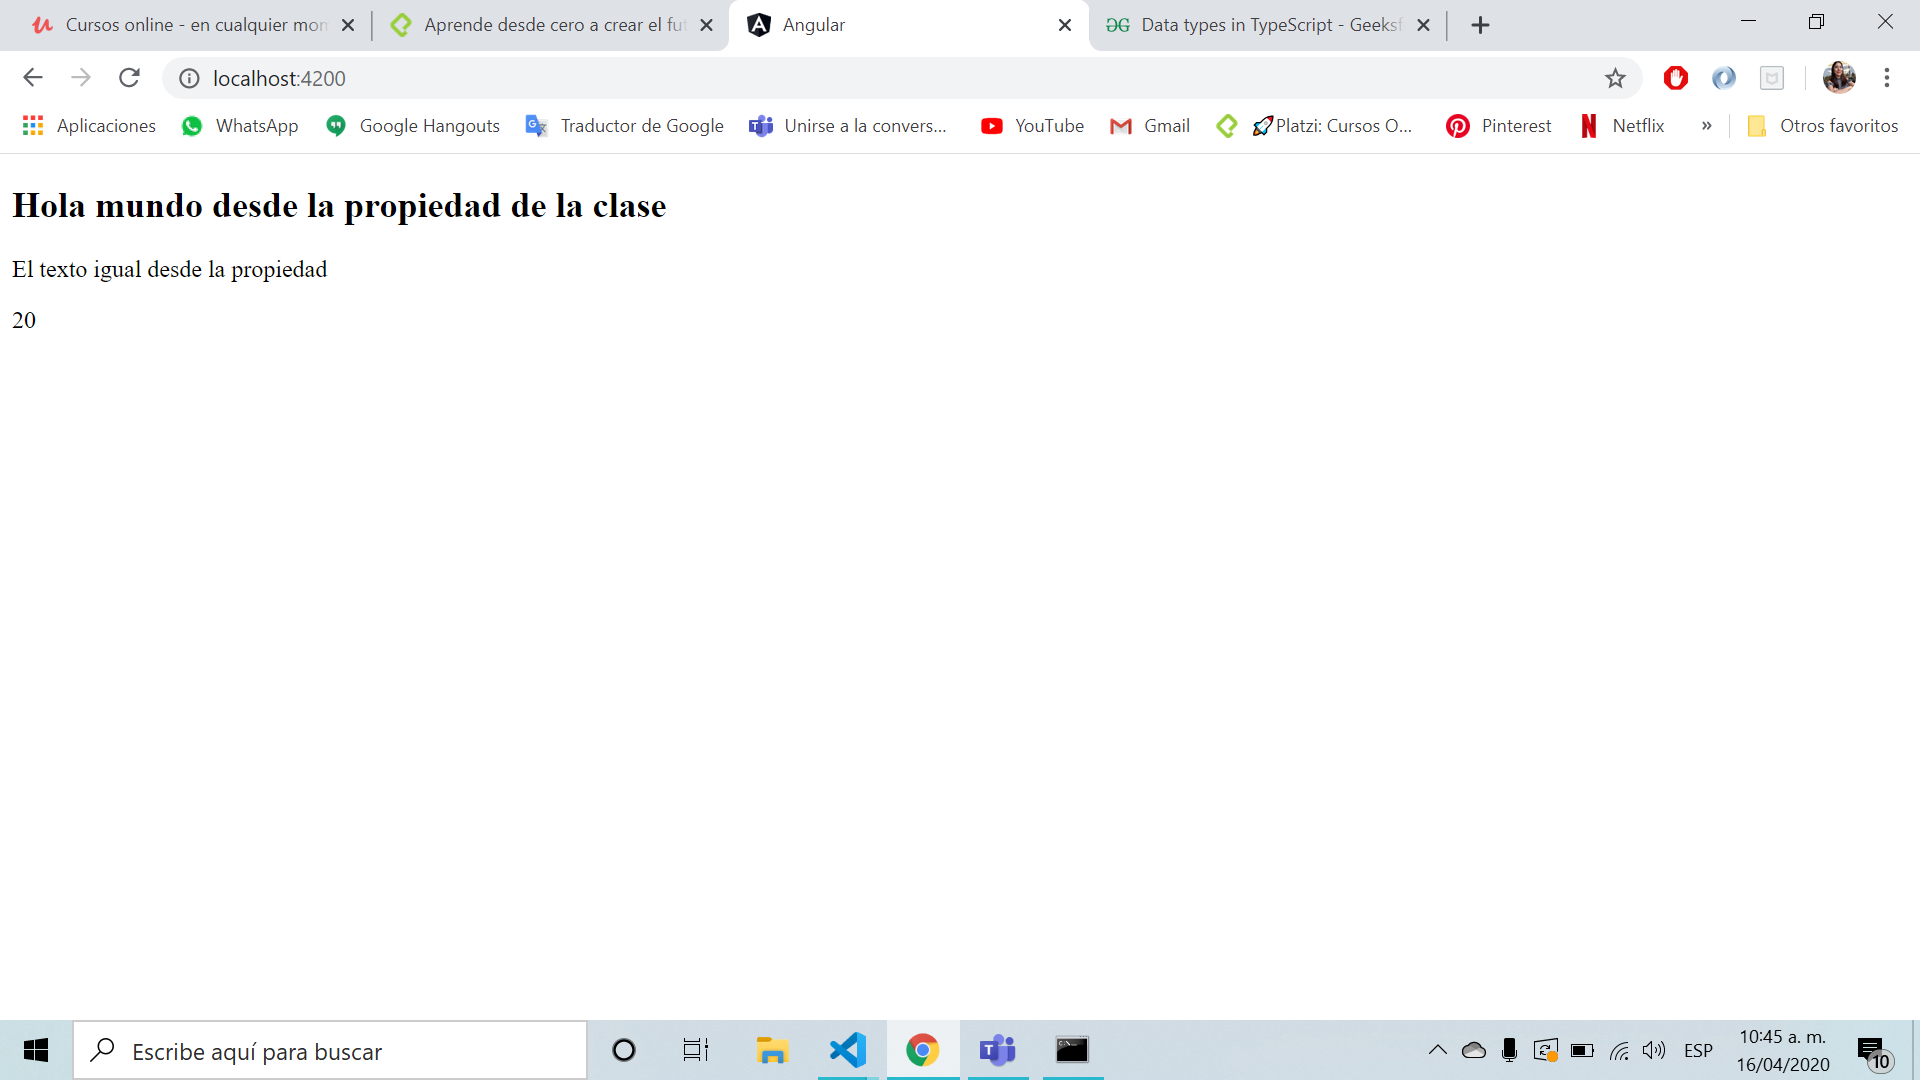 Cursos online - en cualquier mon
Aprende desde cero a crear el fut
Angular
Data types in TypeScript - Geeksf
localhost:4200
Aplicaciones
WhatsApp
Google Hangouts
Traductor de Google
Unirse a la convers...
YouTube
Gmail
🚀Platzi: Cursos O...
Pinterest
Netflix
»
Otros favoritos
Hola mundo desde la propiedad de la clase
El texto igual desde la propiedad
20
Escribe aquí para buscar
ESP
10:45 a. m.
16/04/2020
10